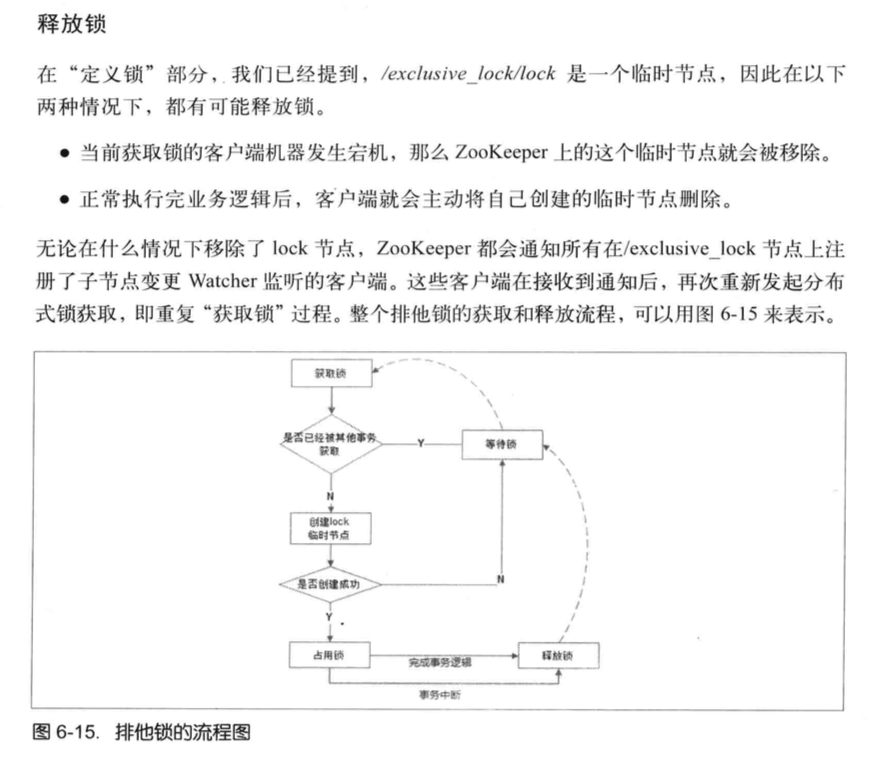 释放锁
在“定义锁”部分，我们已经提到，/exclusive_lock/lock 是一个临时节点，因此在以下
两种情况下，都有可能释放锁。
● 当前获取锁的客户端机器发生宕机，那么 ZooKeeper 上的这个临时节点就会被移除。
● 正常执行完业务逻辑后，客户端就会主动将自己创建的临时节点删除。
无论在什么情况下移除了 lock 节点，ZooKeeper 都会通知所有在/exclusive_lock 节点上注
册了子节点变更 Watcher 监听的客户端。这些客户端在接收到通知后，再次重新发起分布
式锁获取，即重复“获取锁”过程。整个排他锁的获取和释放流程，可以用图 6-15 来表示。
获取锁
是否已经被其他事务
获取
Y
等待锁
N
创建lock
临时节点
是否创建成功
N
Y
占用锁
完成事务逻辑
释放锁
事务中断
图 6-15. 排他锁的流程图